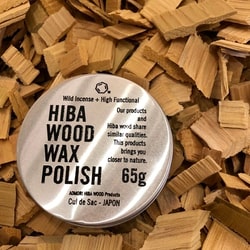 Wild Incense + High Functional
HIBA
WOOD
WAX
POLISH
Our products
and
Hiba wood share
similar qualities.
This products
brings you
closer to nature.
65g
AOMORI HIBA WOOD Products
Cul de Sac - JAPON